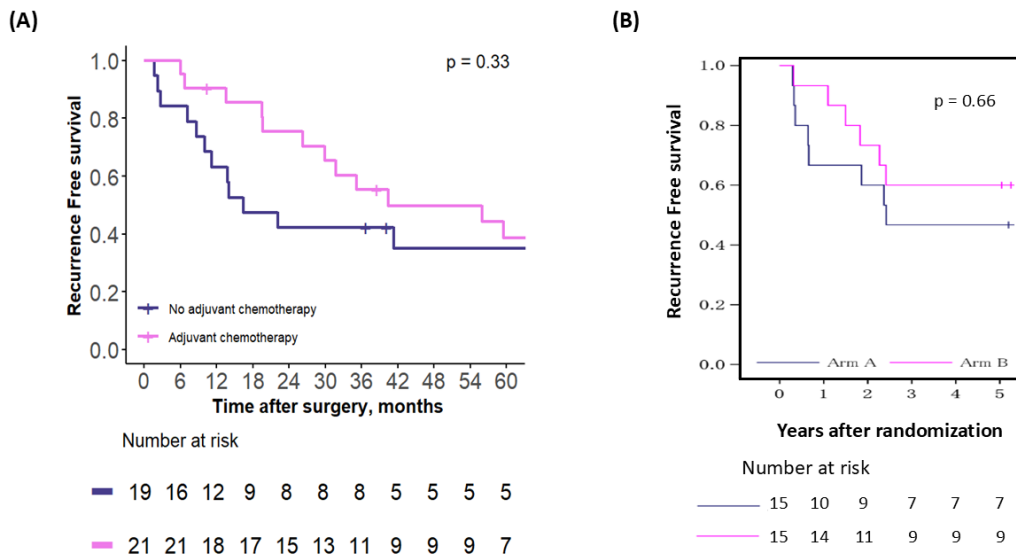 (A)
p = 0.33
Recurrence Free survival
1.0
0.8
0.6
0.4
0.2
0.0
No adjuvant chemotherapy
Adjuvant chemotherapy
0 6 12 18 24 30 36 42 48 54 60
Time after surgery, months
Number at risk
19 16 12 9 8 8 8 5 5 5 5
21 21 18 17 15 13 11 9 9 9 7
(B)
p = 0.66
Recurrence Free survival
1.0
0.8
0.6
0.4
0.2
0.0
Arm A Arm B
0 1 2 3 4 5
Years after randomization
Number at risk
15 10 9 7 7 7
15 14 11 9 9 9